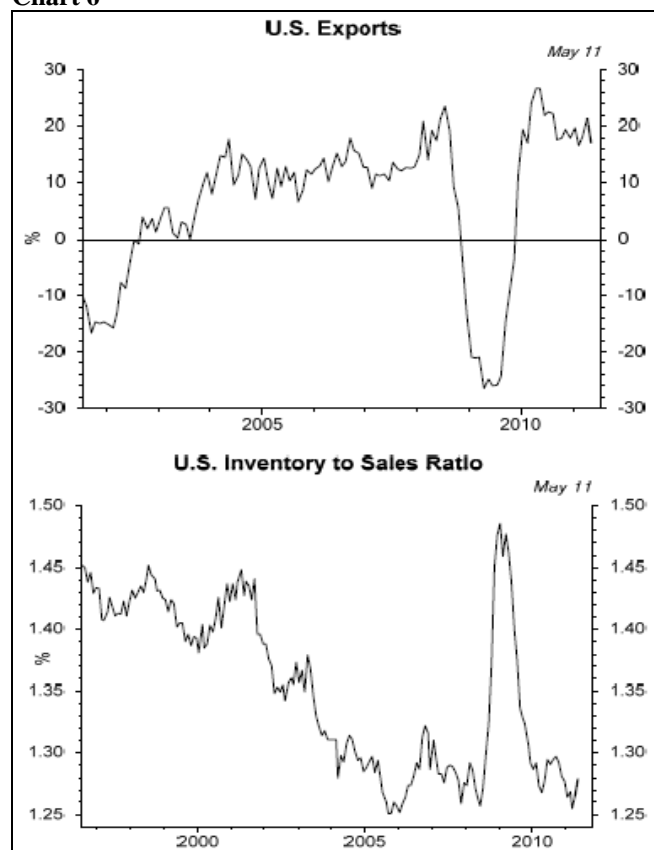 Chart 6
U.S. Exports
May 11
30 30
20 20
10 10
% 0 0
-10 -10
-20 -20
-30 -30
2005 2010
U.S. Inventory to Sales Ratio
May 11
1.50 1.50
1.45 1.45
1.40 1.40
%
1.35 1.35
1.30 1.30
1.25 1.25
2000 2005 2010